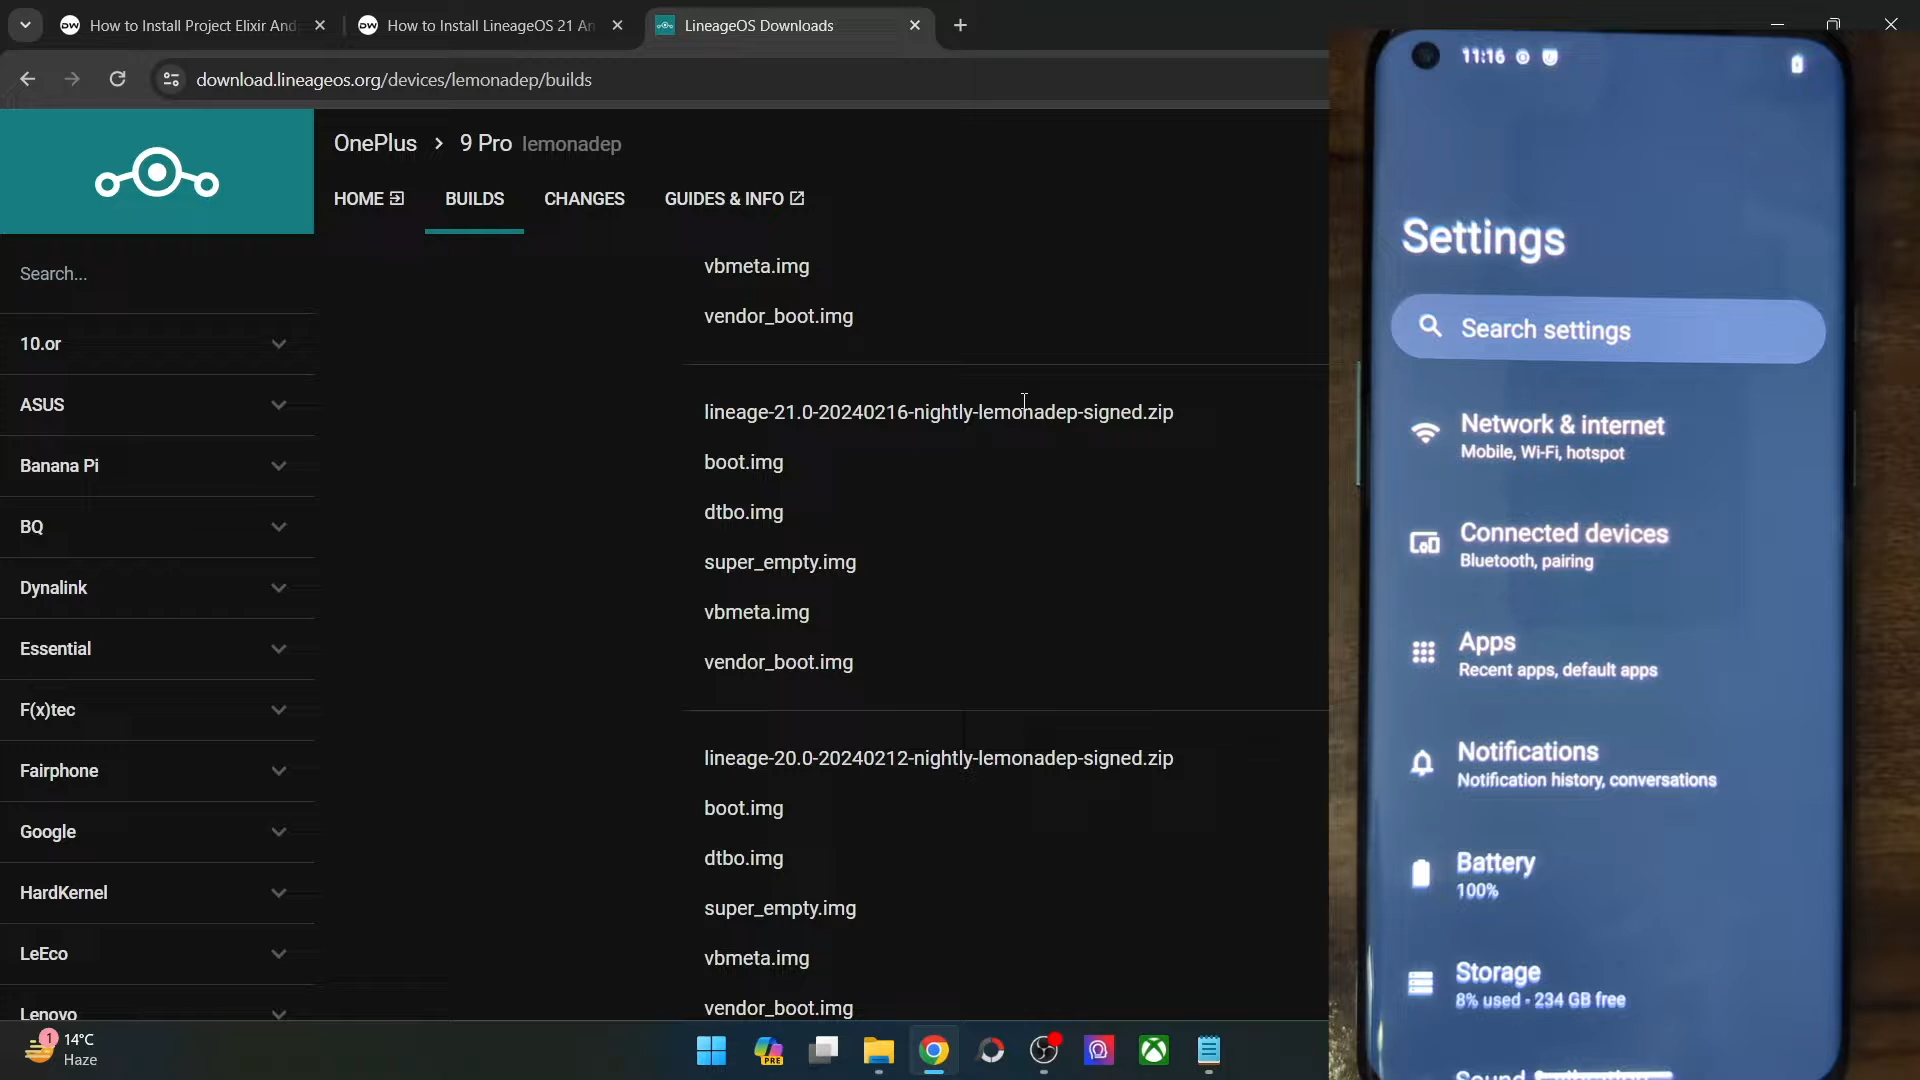 DW How to Install Project Elixir And
DW How to Install LineageOS 21 An
LineageOS Downloads
download.lineageos.org/devices/lemonadep/builds
OnePlus > 9 Pro lemonadep
HOME
BUILDS
CHANGES
GUIDES & INFO
Search...
10.or
ASUS
Banana Pi
BQ
Dynalink
Essential
F(x)tec
Fairphone
Google
HardKernel
LeEco
Lenovo
vbmeta.img
vendor_boot.img
lineage-21.0-20240216-nightly-lemonadep-signed.zip
boot.img
dtbo.img
super_empty.img
vbmeta.img
vendor_boot.img
lineage-20.0-20240212-nightly-lemonadep-signed.zip
boot.img
dtbo.img
super_empty.img
vbmeta.img
vendor_boot.img
11:16
Settings
Search settings
Network & internet
Mobile, Wi-Fi, hotspot
Connected devices
Bluetooth, pairing
Apps
Recent apps, default apps
Notifications
Notification history, conversations
Battery
100%
Storage
8% used - 234 GB free
Sound & vibration
1
14°C
Haze
PRE